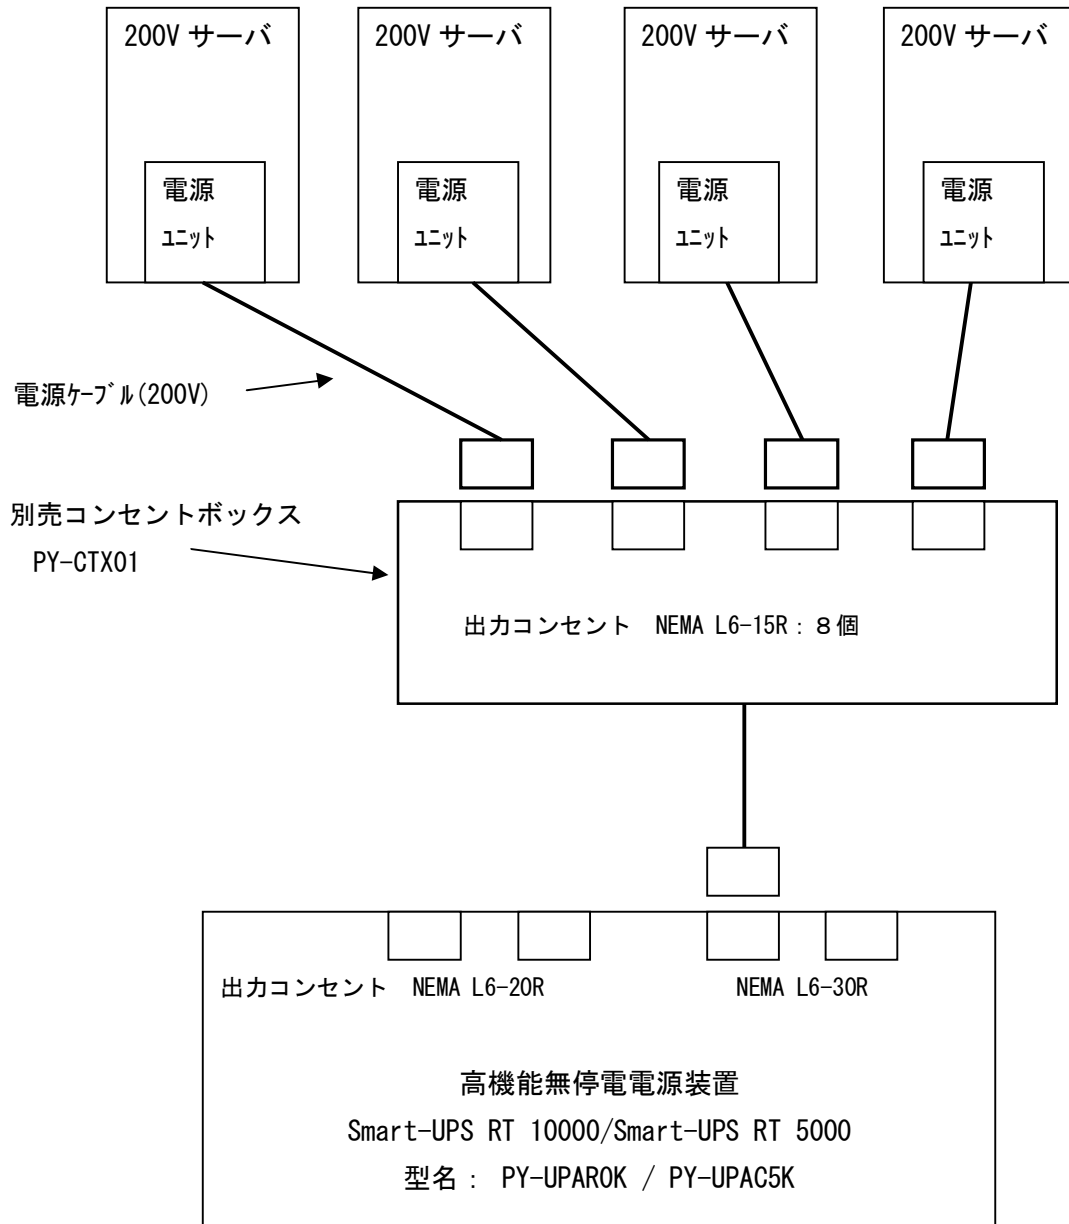 200V サーバ
200V サーバ
200V サーバ
200V サーバ
電源
ﾕﾆｯﾄ
電源
ﾕﾆｯﾄ
電源
ﾕﾆｯﾄ
電源
ﾕﾆｯﾄ
電源ｹｰﾌﾞﾙ(200V)
別売コンセントボックス
PY-CTX01
出力コンセント　NEMA L6-15R：８個
出力コンセント　NEMA L6-20R
NEMA L6-30R
高機能無停電電源装置
Smart-UPS RT 10000/Smart-UPS RT 5000
型名： PY-UPAR0K / PY-UPAC5K